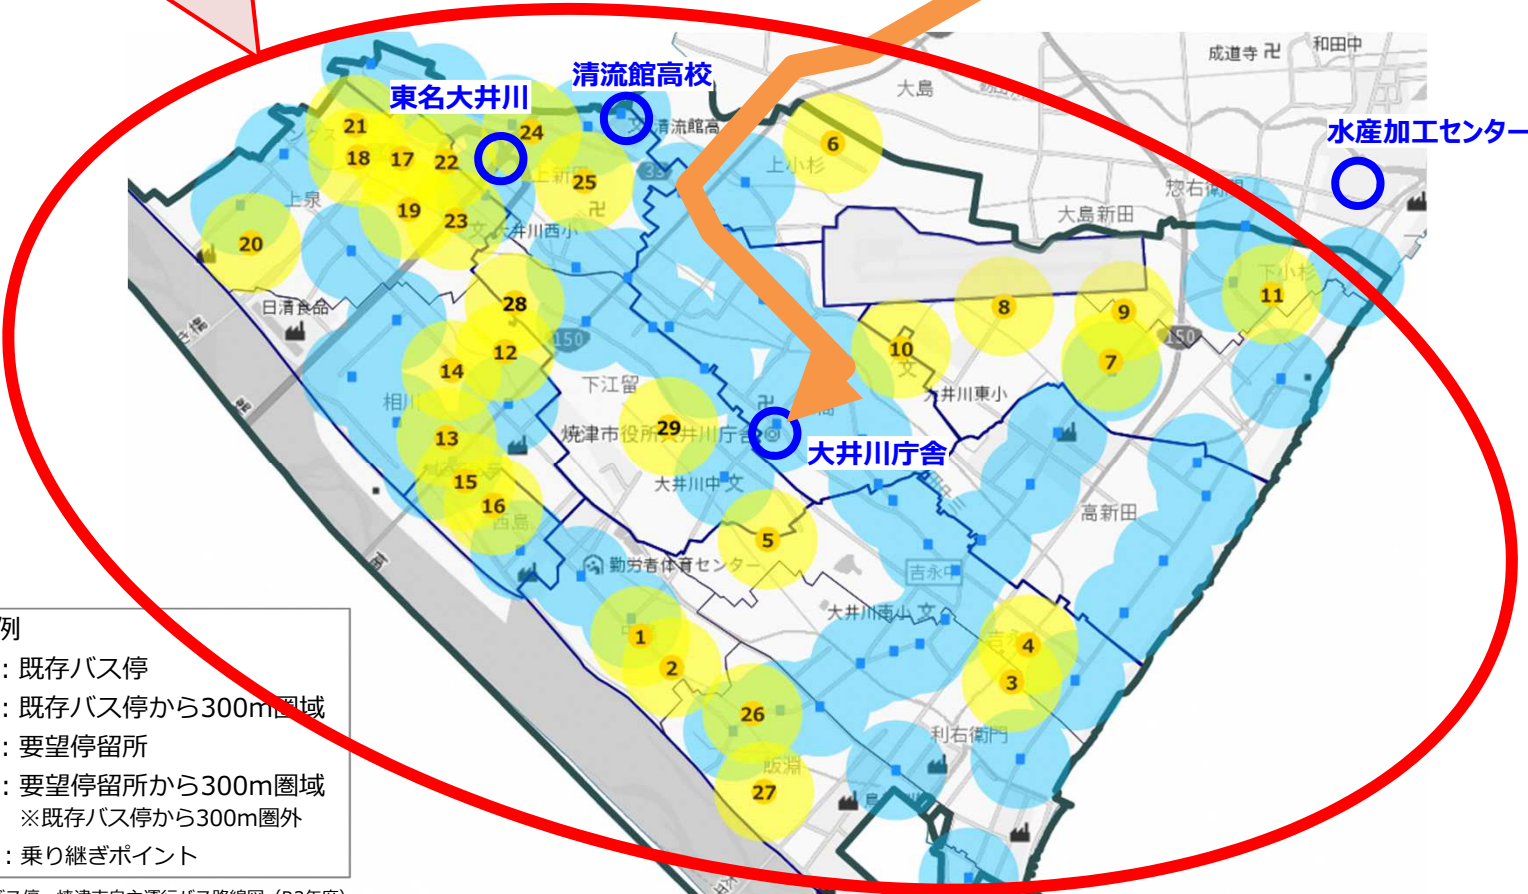 成道寺
和田中
清流館高校
大島
東名大井川
水産加工センター
21
24
清流館高
6
上小杉
18
17
22
上新田
25
33
惣右衛門
上泉
19
23
大島新田
大井川西小
20
下小杉
11
日清食品
28
8
9
150
150
12
10
7
14
下江留
大井川東小
相川
29
焼津市役所大井川庁舎
13
大井川庁舎
15
大井川中
16
高新田
西島
5
勤労者体育センター
吉永中
大井川南小
1
4
2
3
26
利右衛門
飯淵
27
例
：既存バス停
：既存バス停から300m圏域
：要望停留所
：要望停留所から300m圏域
※既存バス停から300m圏外
：乗り継ぎポイント